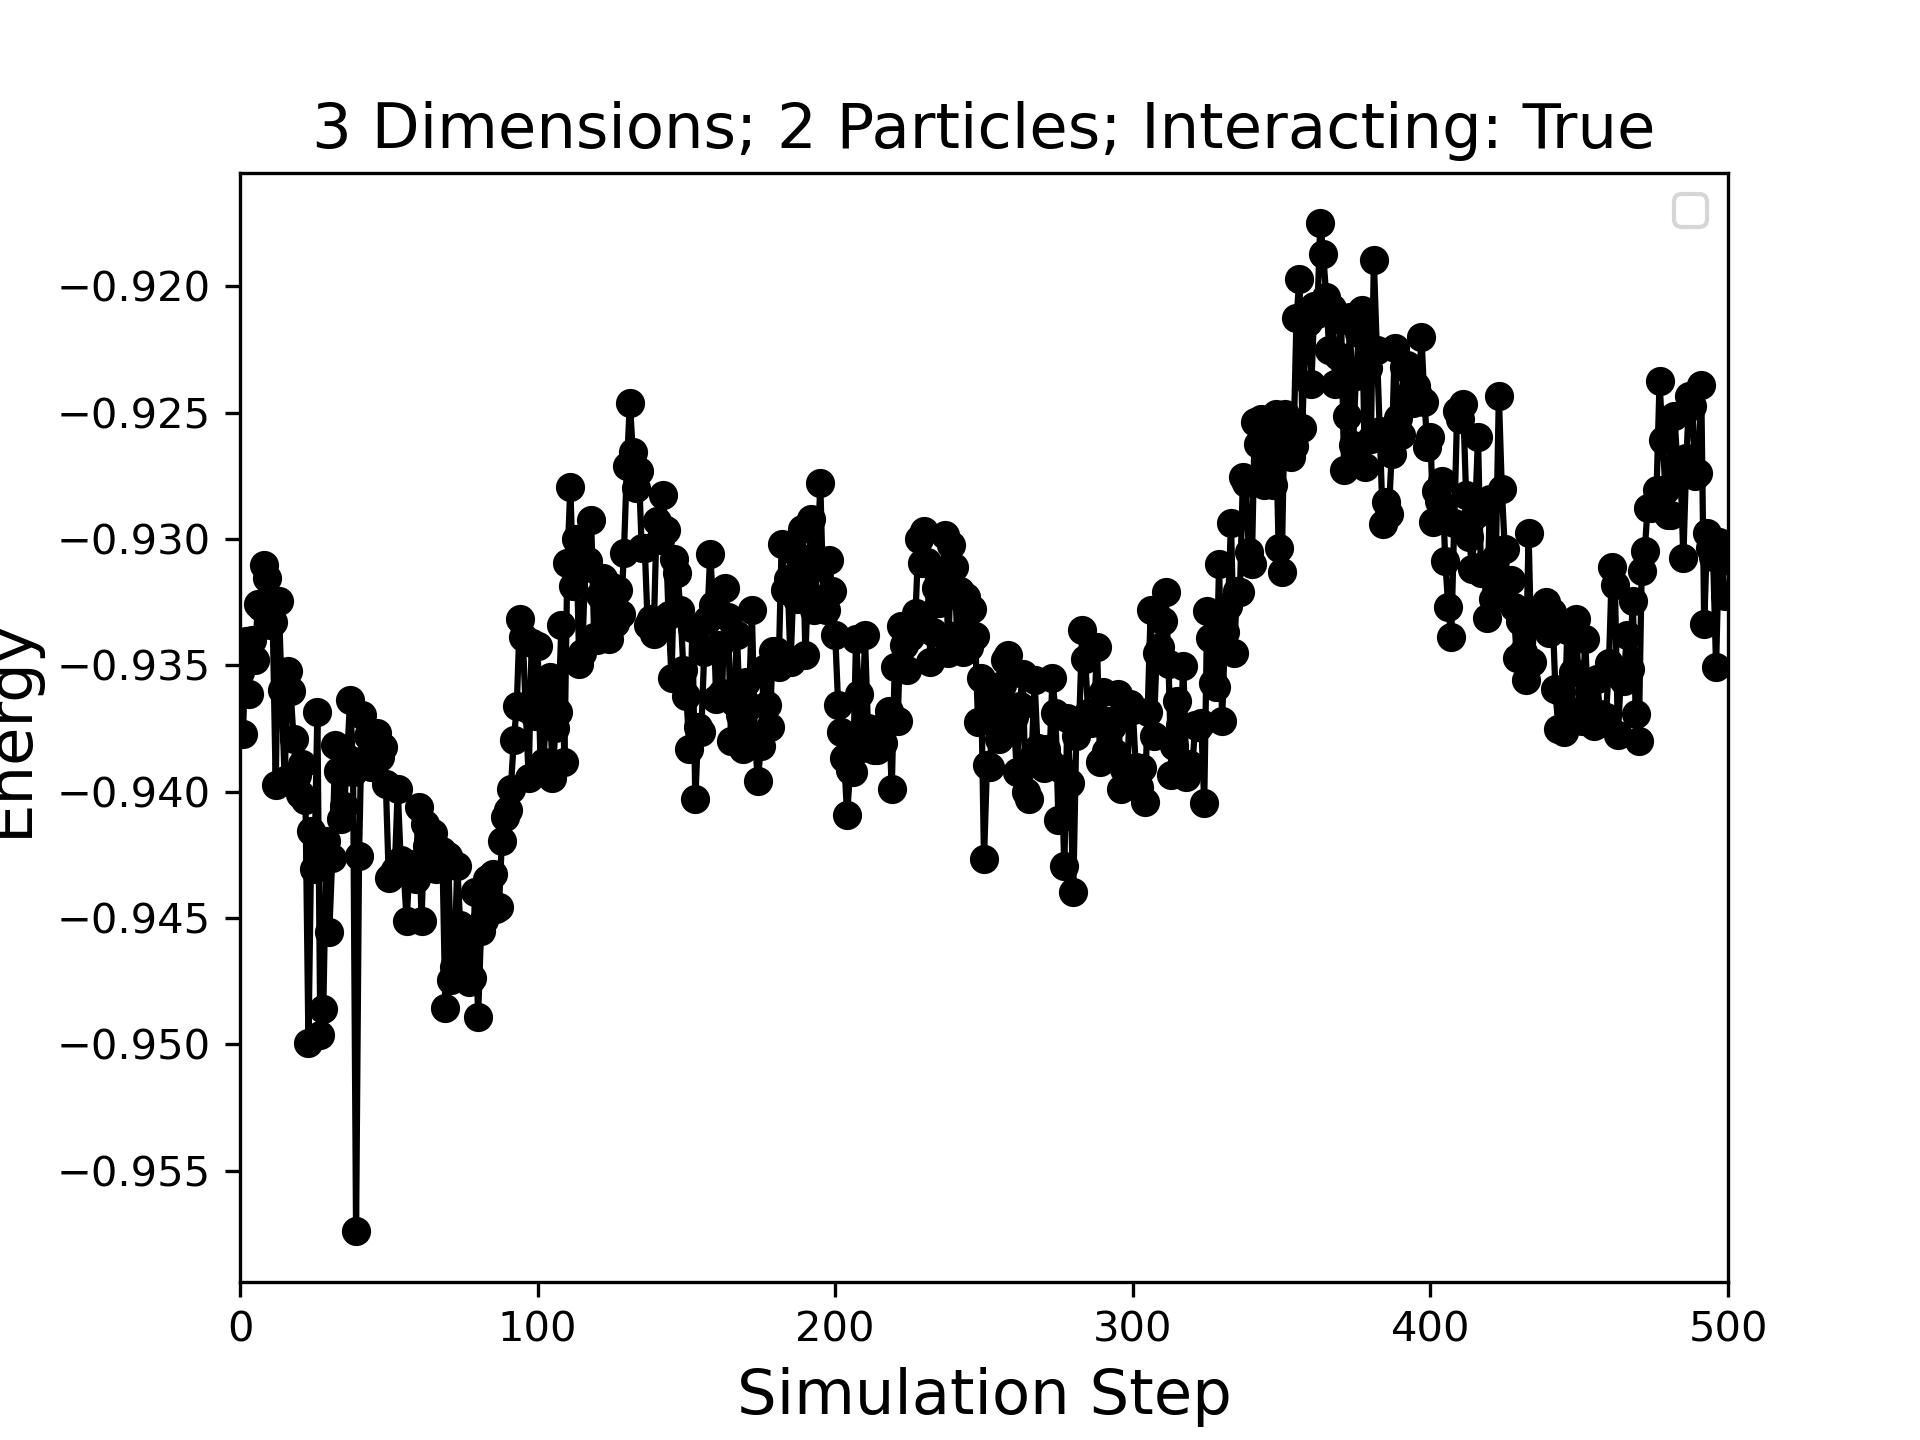 3 Dimensions; 2 Particles; Interacting: True
Energy
−0.920
−0.925
−0.930
−0.935
−0.940
−0.945
−0.950
−0.955
0 100 200 300 400 500
Simulation Step